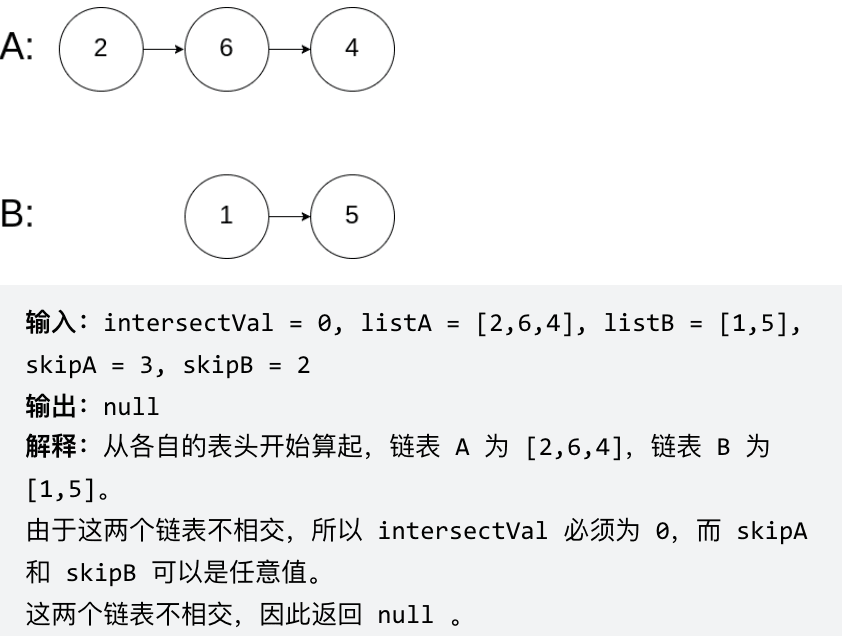 A: 2 6 4
B: 1 5
输入：intersectVal = 0, listA = [2,6,4], listB = [1,5],
skipA = 3, skipB = 2
输出：null
解释：从各自的表头开始算起，链表 A 为 [2,6,4]，链表 B 为
[1,5]。
由于这两个链表不相交，所以 intersectVal 必须为 0，而 skipA
和 skipB 可以是任意值。
这两个链表不相交，因此返回 null 。